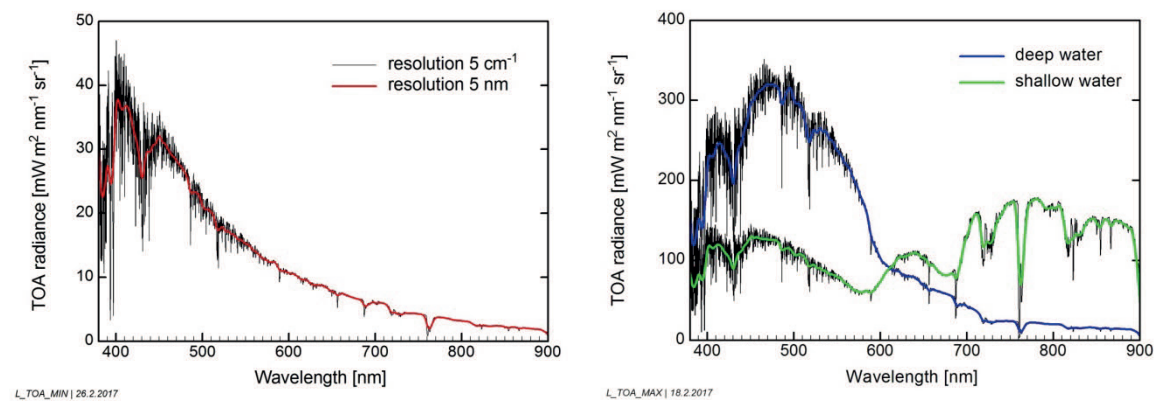 50
40
30
20
10
0
TOA radiance [mW m² nm⁻¹ sr⁻¹]
resolution 5 cm⁻¹
resolution 5 nm
400 500 600 700 800 900
Wavelength [nm]
L_TOA_MIN | 26.2.2017
400
300
200
100
0
TOA radiance [mW m² nm⁻¹ sr⁻¹]
deep water
shallow water
400 500 600 700 800 900
Wavelength [nm]
L_TOA_MAX | 18.2.2017